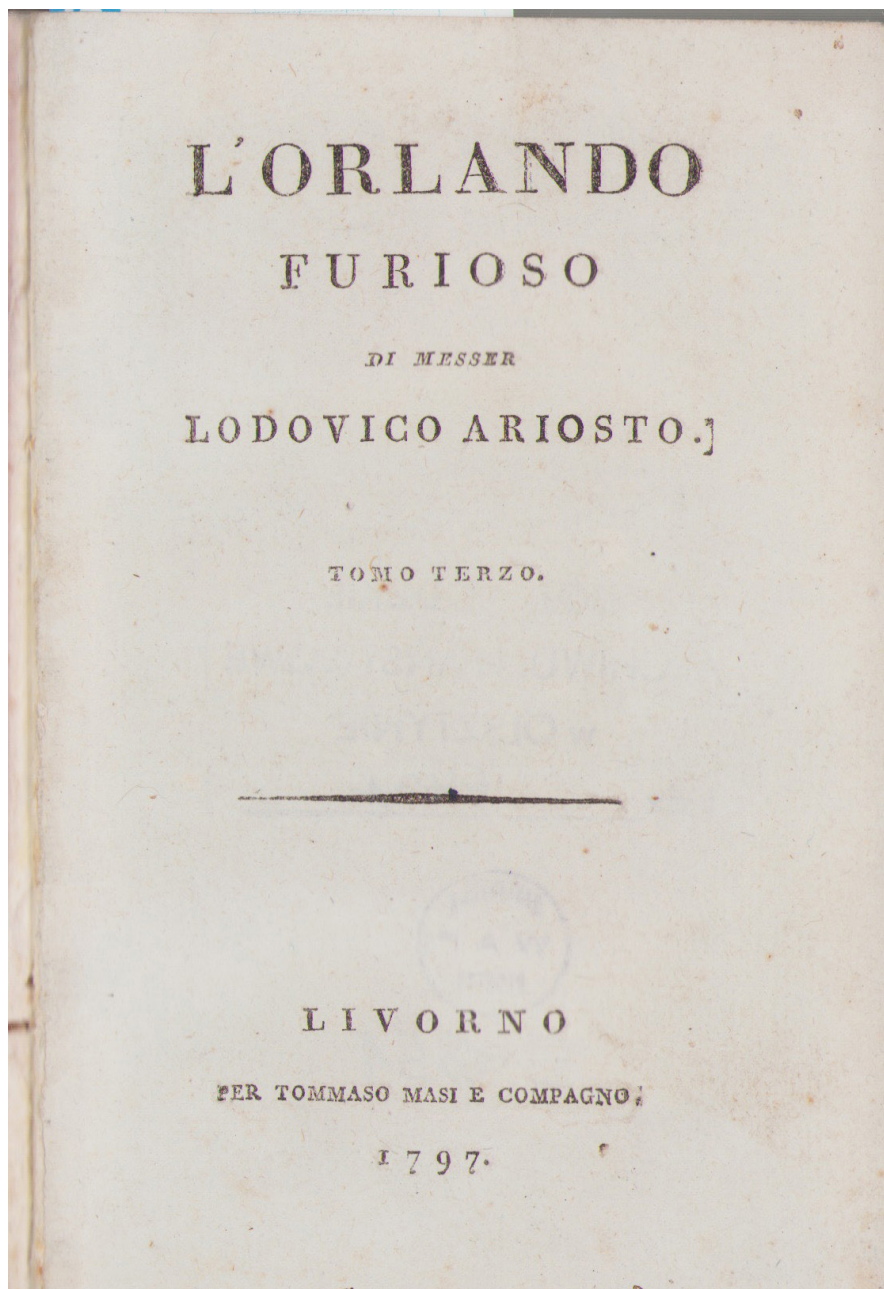 L'ORLANDO
FURIOSO
DI MESSER
LODOVICO ARIOSTO.]
TOMO TERZO.
LIVORNO
PER TOMMASO MASI E COMPAGNO.
1797.